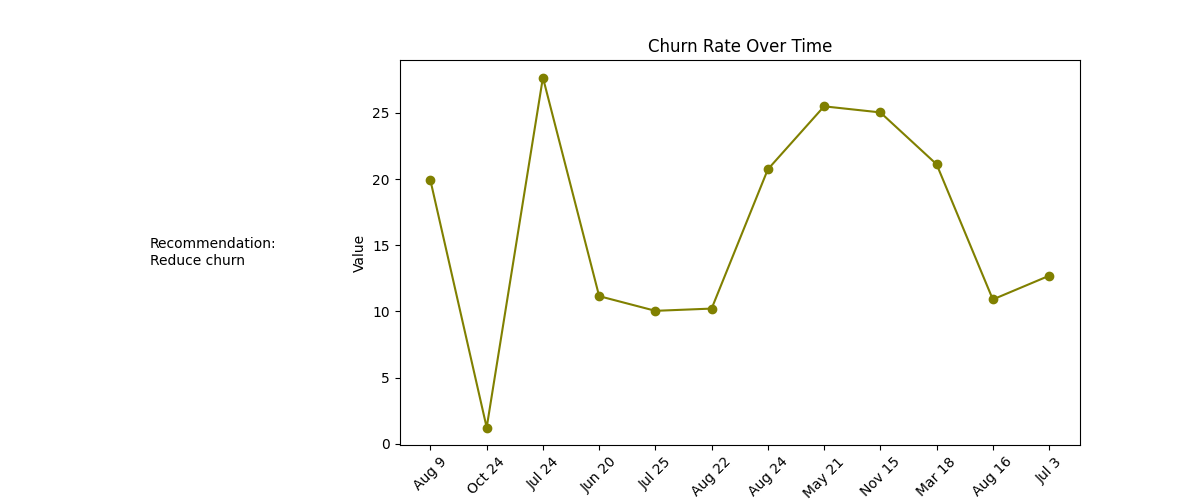 Churn Rate Over Time
Recommendation:
Reduce churn
Value
25
20
15
10
5
0
Aug 9
Oct 24
Jul 24
Jun 20
Jul 25
Aug 22
Aug 24
May 21
Nov 15
Mar 18
Aug 16
Jul 3